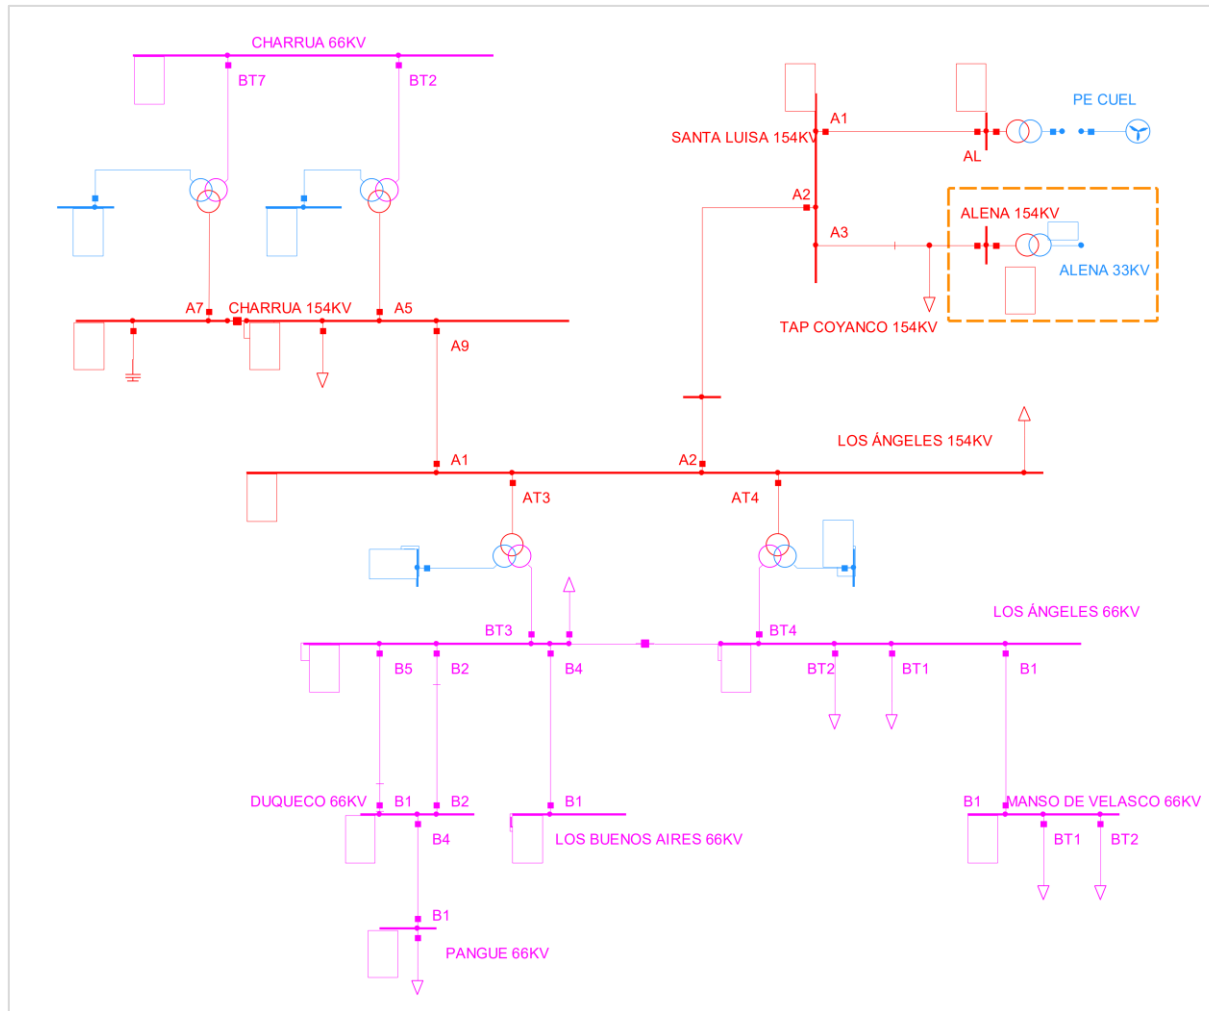 CHARRUA 66KV
BT7
BT2
PE CUEL
A1
SANTA LUISA 154KV
AL
A2
ALENA 154KV
A3
ALENA 33KV
A7
CHARRUA 154KV
A5
TAP COYANCO 154KV
A9
LOS ÁNGELES 154KV
A1
A2
AT3
AT4
LOS ÁNGELES 66KV
BT3
BT4
B5
B2
B4
BT2
BT1
B1
DUQUECO 66KV
B1
B2
B1
B1
MANSO DE VELASCO 66KV
B4
LOS BUENOS AIRES 66KV
BT1
BT2
B1
PANGUE 66KV